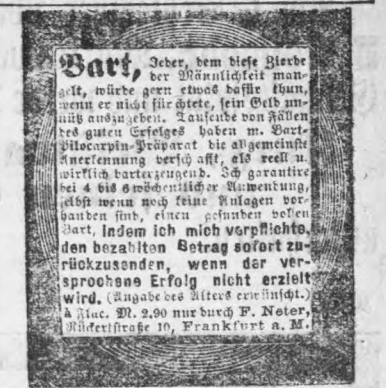 Bart, Jeder, dem diese Zierde
der Männlichkeit man-
gelt, würde gern etwas dafür thun,
wenn er nicht fürchtete, sein Geld un-
nütz auszugeben. Tausende von Fällen
des guten Erfolges haben m. Bart-
Pilocarpin-Präparat die allgemeinste
Anerkennung verschafft, als reell u.
wirklich barterzeugend. Ich garantire
bei 4 bis 6 wöchentlicher Anwendung,
selbst wenn noch keine Anlagen vor-
handen sind, einen gesunden vollen
Bart, indem ich mich verpflichte,
den bezahlten Betrag sofort zu-
rückzusenden, wenn der ver-
sprochene Erfolg nicht erzielt
wird. (Angabe des Alters erwünscht.)
à Flac. M. 2.90 nur durch F. Neter,
Rückertstraße 10, Frankfurt a. M.